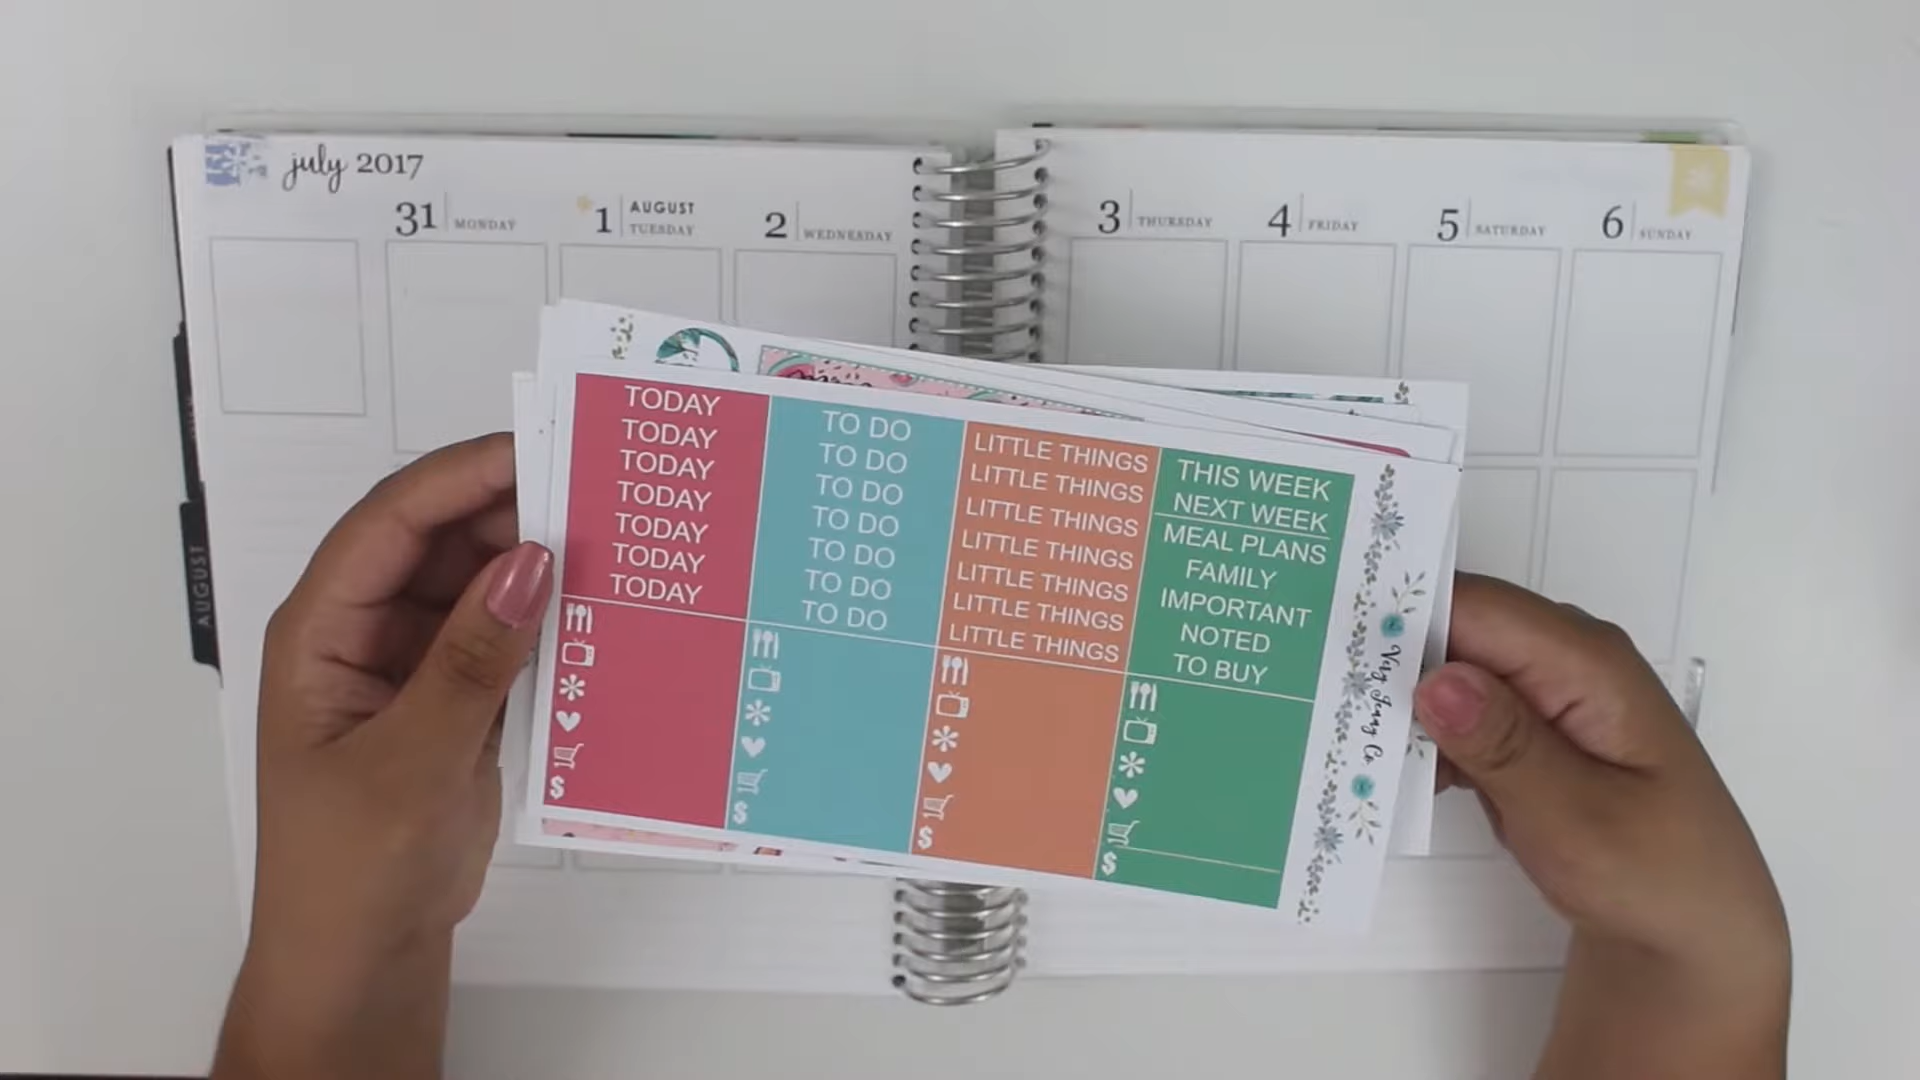 july 2017
31 MONDAY
1 AUGUST TUESDAY
2 WEDNESDAY
3 THURSDAY
4 FRIDAY
5 SATURDAY
6 SUNDAY
AUGUST
TODAY
TODAY
TODAY
TODAY
TODAY
TODAY
TODAY
$
TO DO
TO DO
TO DO
TO DO
TO DO
TO DO
TO DO
$
LITTLE THINGS
LITTLE THINGS
LITTLE THINGS
LITTLE THINGS
LITTLE THINGS
LITTLE THINGS
LITTLE THINGS
$
THIS WEEK
NEXT WEEK
MEAL PLANS
FAMILY
IMPORTANT
NOTED
TO BUY
$
Very Jenny Co